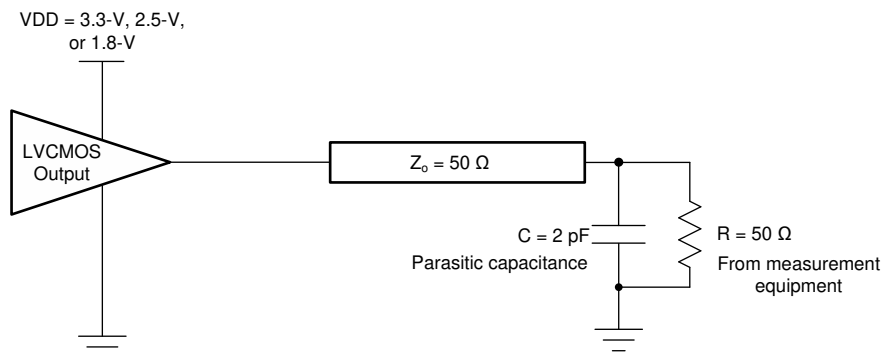 VDD = 3.3-V, 2.5-V,
or 1.8-V
LVCMOS
Output
Zo = 50 Ω
C = 2 pF
Parasitic capacitance
R = 50 Ω
From measurement
equipment